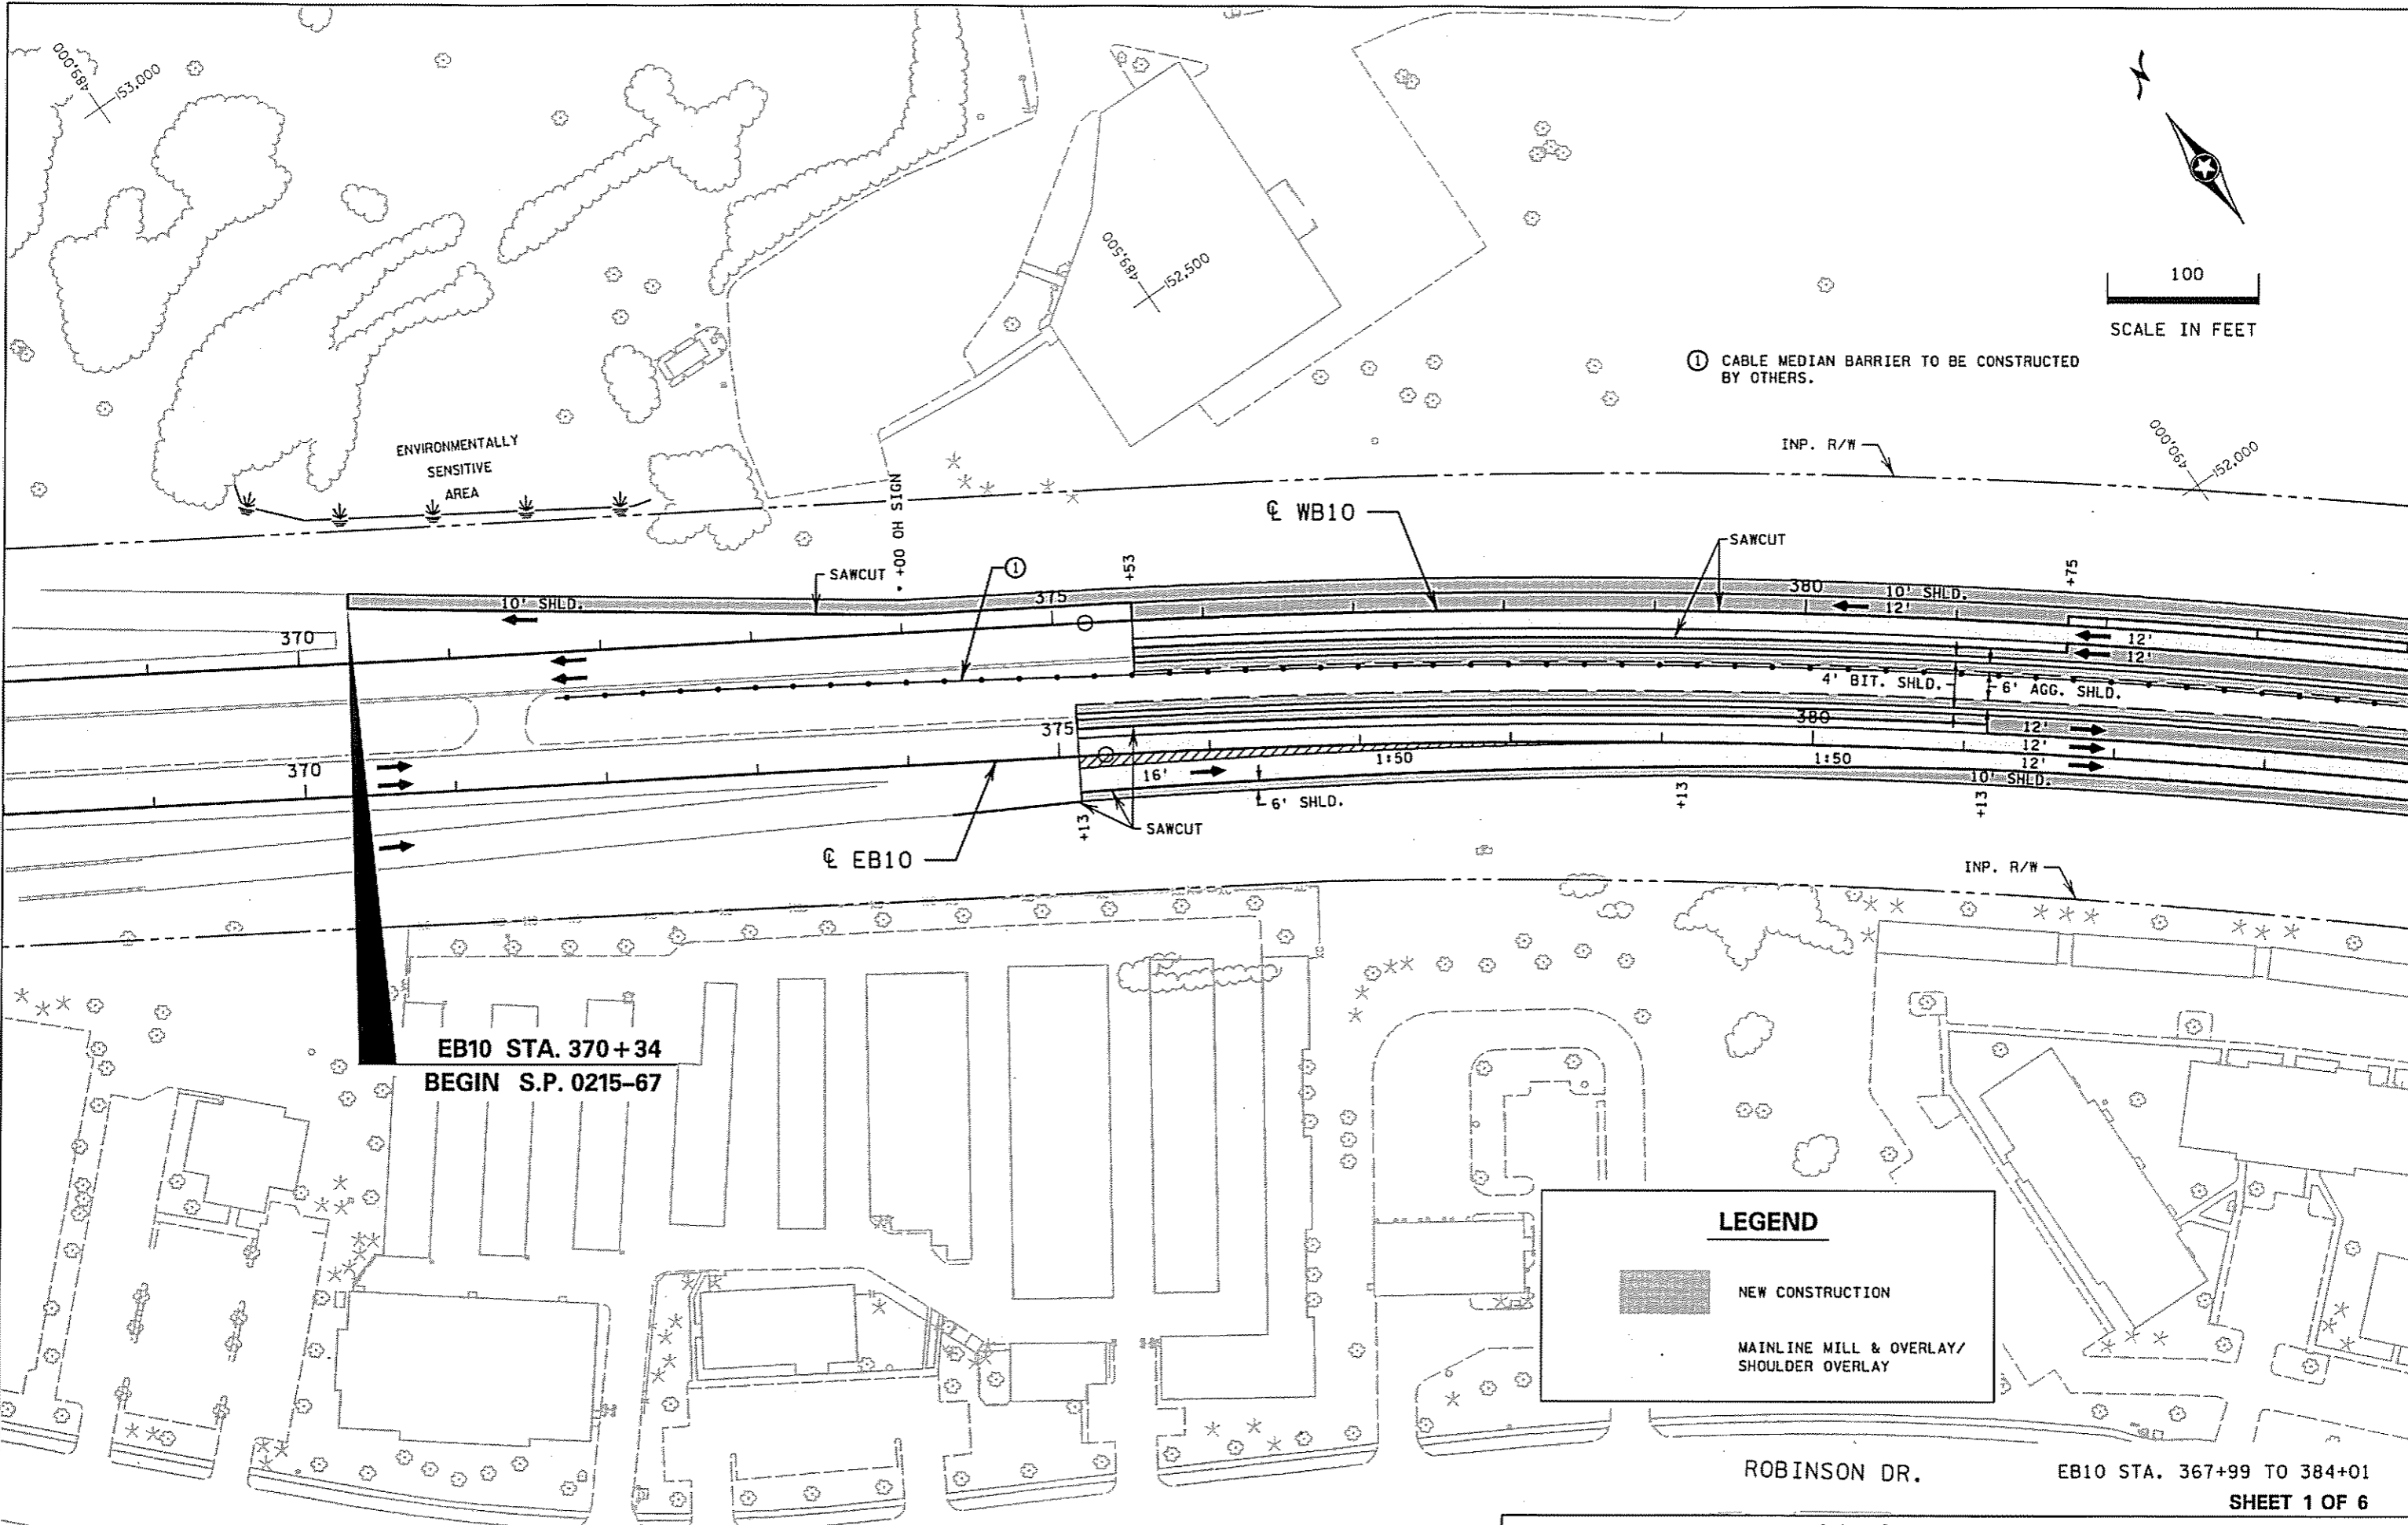 489,000
153,000
100
SCALE IN FEET
① CABLE MEDIAN BARRIER TO BE CONSTRUCTED
BY OTHERS.
489,500
152,500
490,000
152,000
INP. R/W
ENVIRONMENTALLY
SENSITIVE
AREA
+00 OH SIGN
℄ WB10
SAWCUT
①
+53
SAWCUT
+75
10' SHLD.
375
380
10' SHLD.
12'
370
12'
12'
4' BIT. SHLD.
6' AGG. SHLD.
375
380
12'
12'
12'
370
16'
1:50
1:50
10' SHLD.
6' SHLD.
+13
+13
+13
SAWCUT
℄ EB10
INP. R/W
EB10 STA. 370+34
BEGIN S.P. 0215-67
LEGEND
NEW CONSTRUCTION
MAINLINE MILL & OVERLAY/
SHOULDER OVERLAY
ROBINSON DR.
EB10 STA. 367+99 TO 384+01
SHEET 1 OF 6